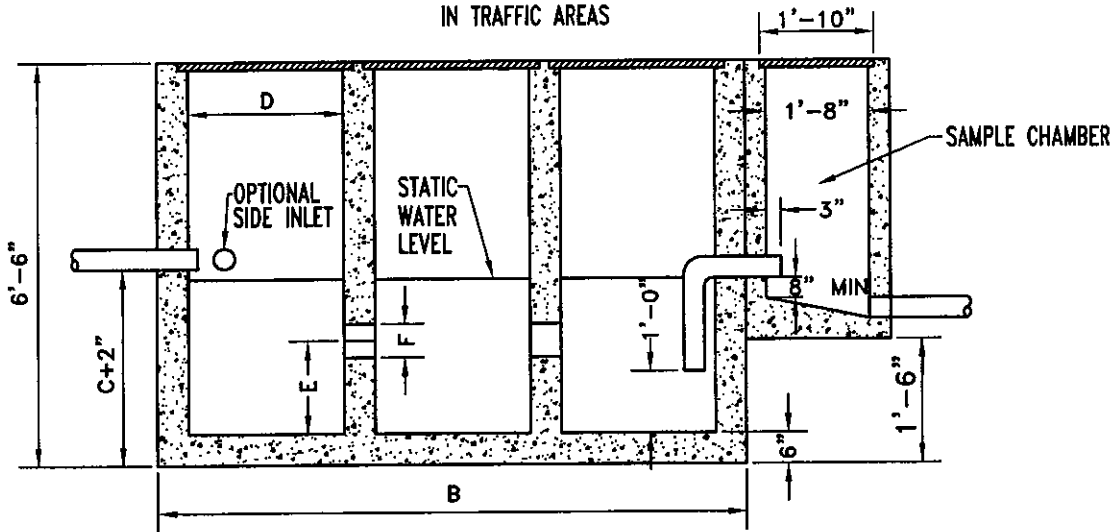 IN TRAFFIC AREAS
1'-10"
D
1'-8"
SAMPLE CHAMBER
OPTIONAL
SIDE INLET
STATIC
WATER
LEVEL
3"
6'-6"
8"
MIN
1'-0"
F
C+2"
E
1'-6"
6"
B